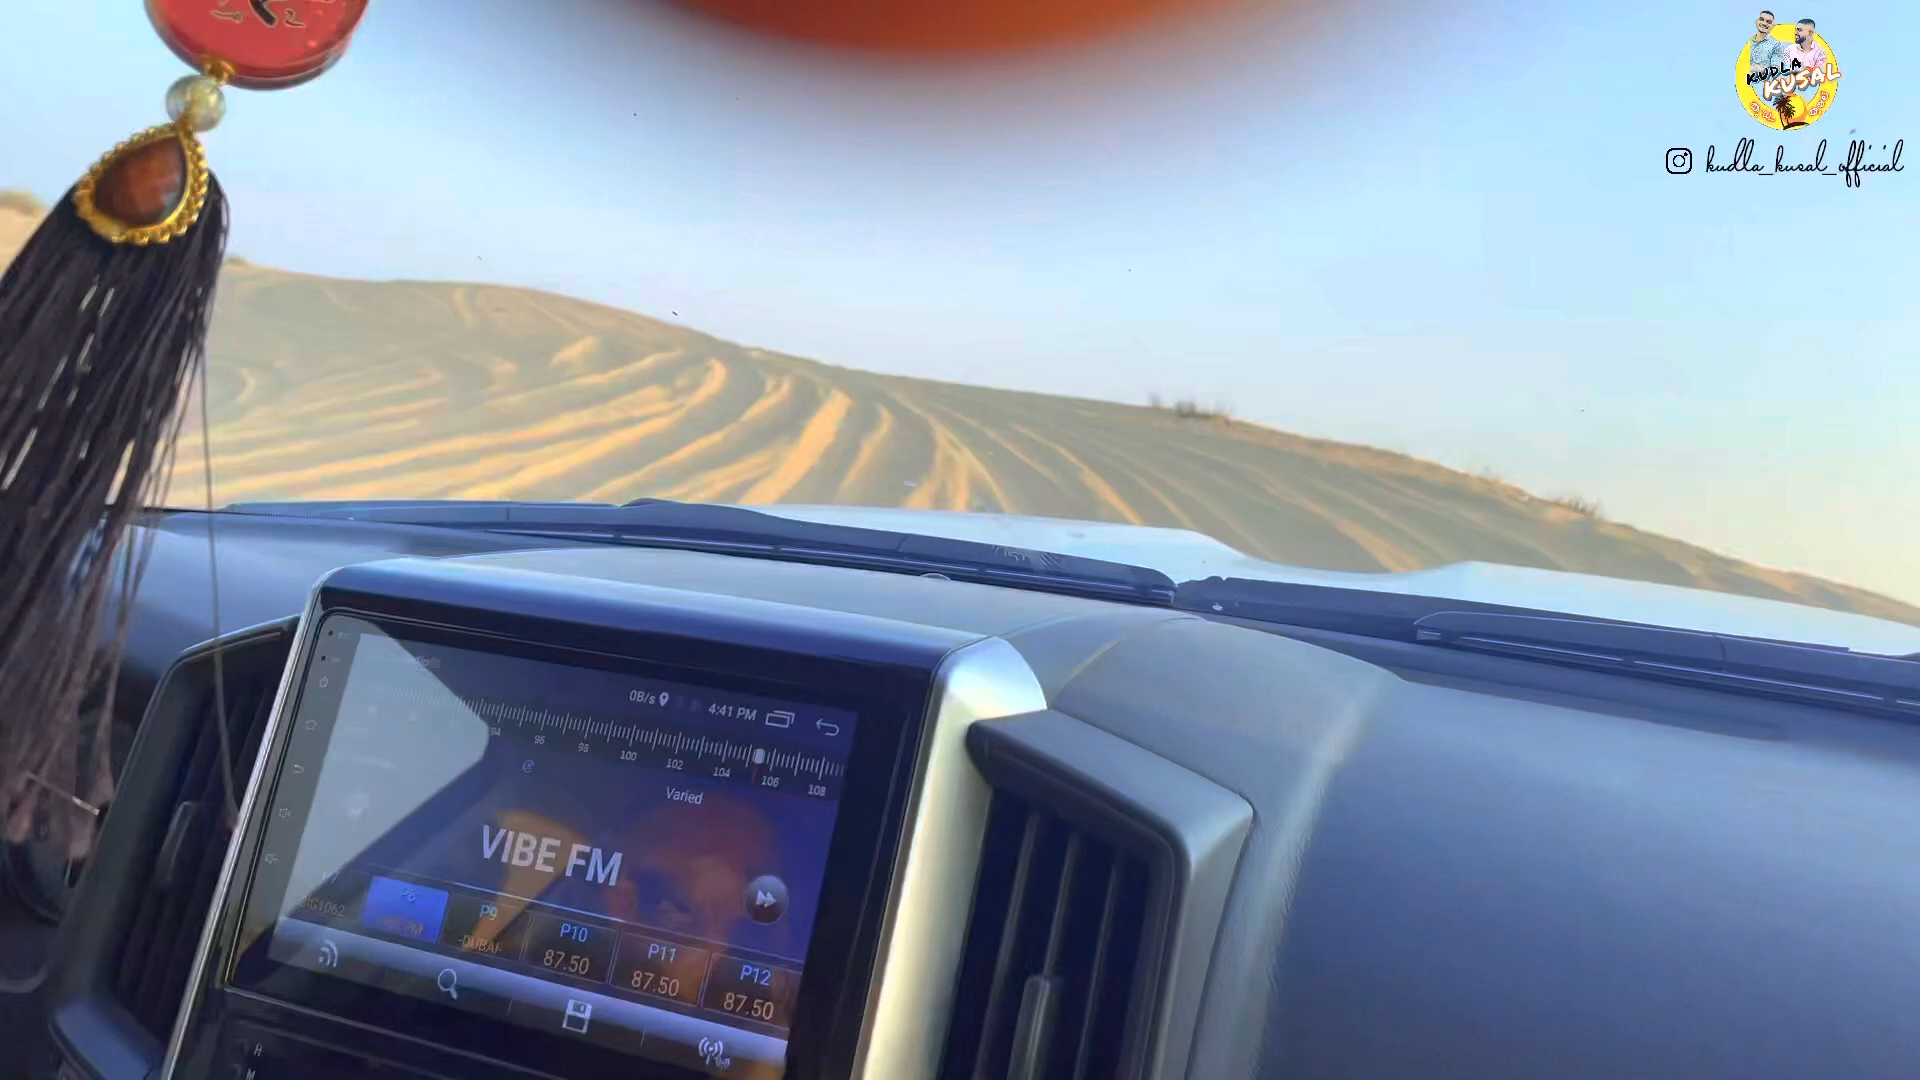 KUDLA
KUSAL
kudla_kusal_official
0B/s 4:41 PM
94 96 98 100 102 104 106 108
Varied
VIBE FM
P9 P10 P11 P12
-DUBAI- 87.50 87.50 87.50
H
M